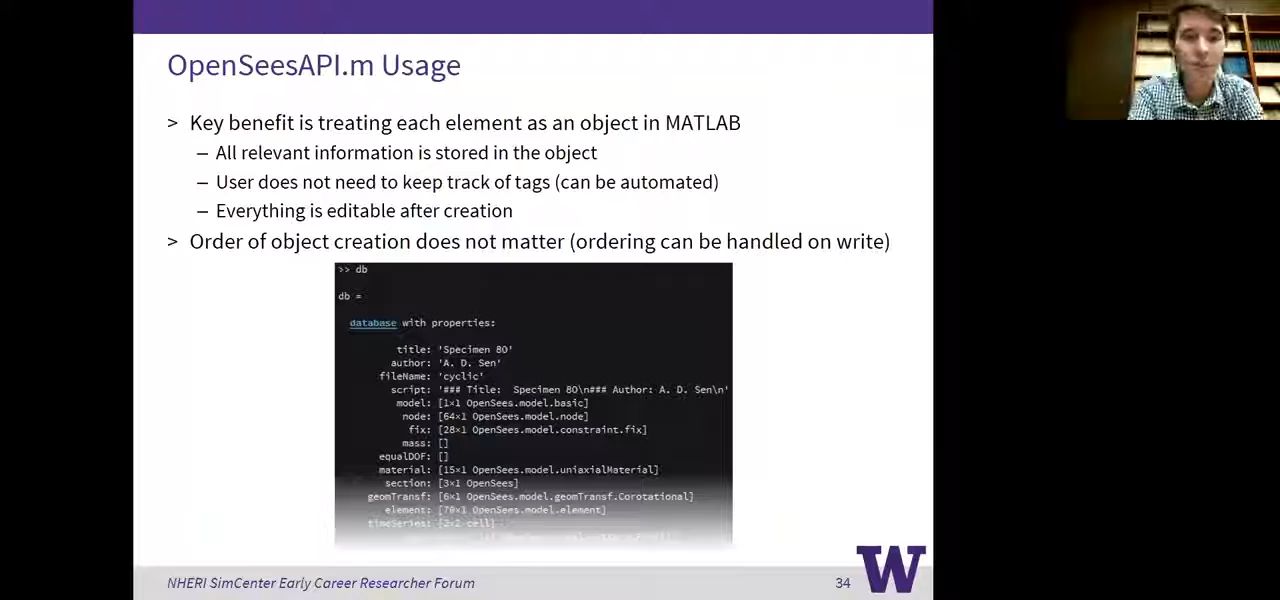 OpenSeesAPI.m Usage
> Key benefit is treating each element as an object in MATLAB
– All relevant information is stored in the object
– User does not need to keep track of tags (can be automated)
– Everything is editable after creation
> Order of object creation does not matter (ordering can be handled on write)
>> db
db =
database with properties:
title: 'Specimen 8O'
author: 'A. D. Sen'
fileName: 'cyclic'
script: '### Title:  Specimen 8O\n### Author: A. D. Sen\n'
model: [1×1 OpenSees.model.basic]
node: [64×1 OpenSees.model.node]
fix: [28×1 OpenSees.model.constraint.fix]
mass: []
equalDOF: []
material: [15×1 OpenSees.model.uniaxialMaterial]
section: [3×1 OpenSees]
geomTransf: [6×1 OpenSees.model.geomTransf.Corotational]
element: [70×1 OpenSees.model.element]
timeSeries: [2×2 cell]
NHERI SimCenter Early Career Researcher Forum
34
W